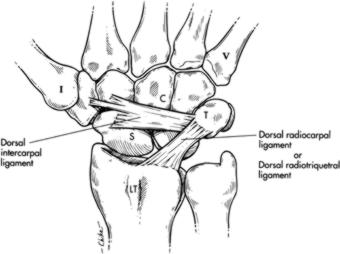 I
V
C
T
S
LT
Dorsal
intercarpal
ligament
Dorsal radiocarpal
ligament
or
Dorsal radiotriquetral
ligament